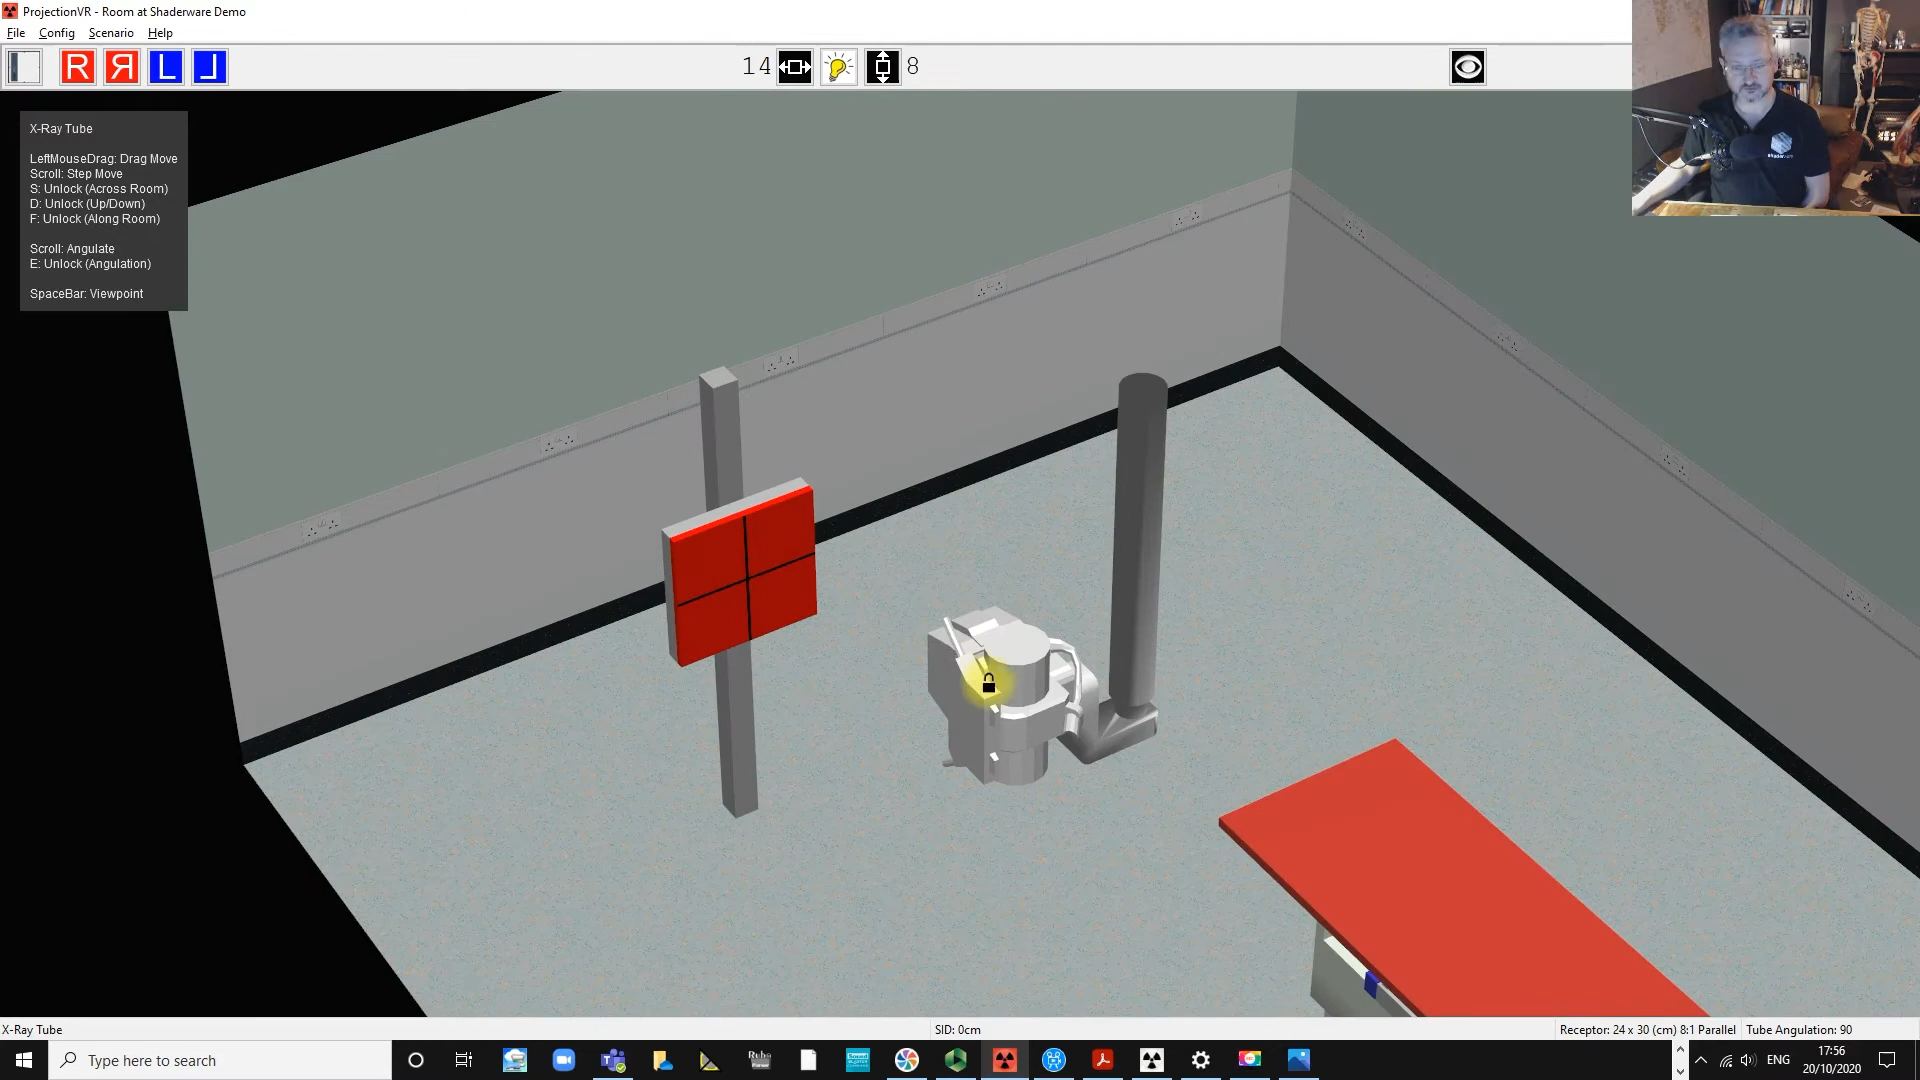 ProjectionVR - Room at Shaderware Demo
File Config Scenario Help
R R L L 14 8
X-Ray Tube
LeftMouseDrag: Drag Move
Scroll: Step Move
S: Unlock (Across Room)
D: Unlock (Up/Down)
F: Unlock (Along Room)
Scroll: Angulate
E: Unlock (Angulation)
SpaceBar: Viewpoint
X-Ray Tube SID: 0cm Receptor: 24 x 30 (cm) 8:1 Parallel Tube Angulation: 90
Type here to search
ENG
17:56
20/10/2020